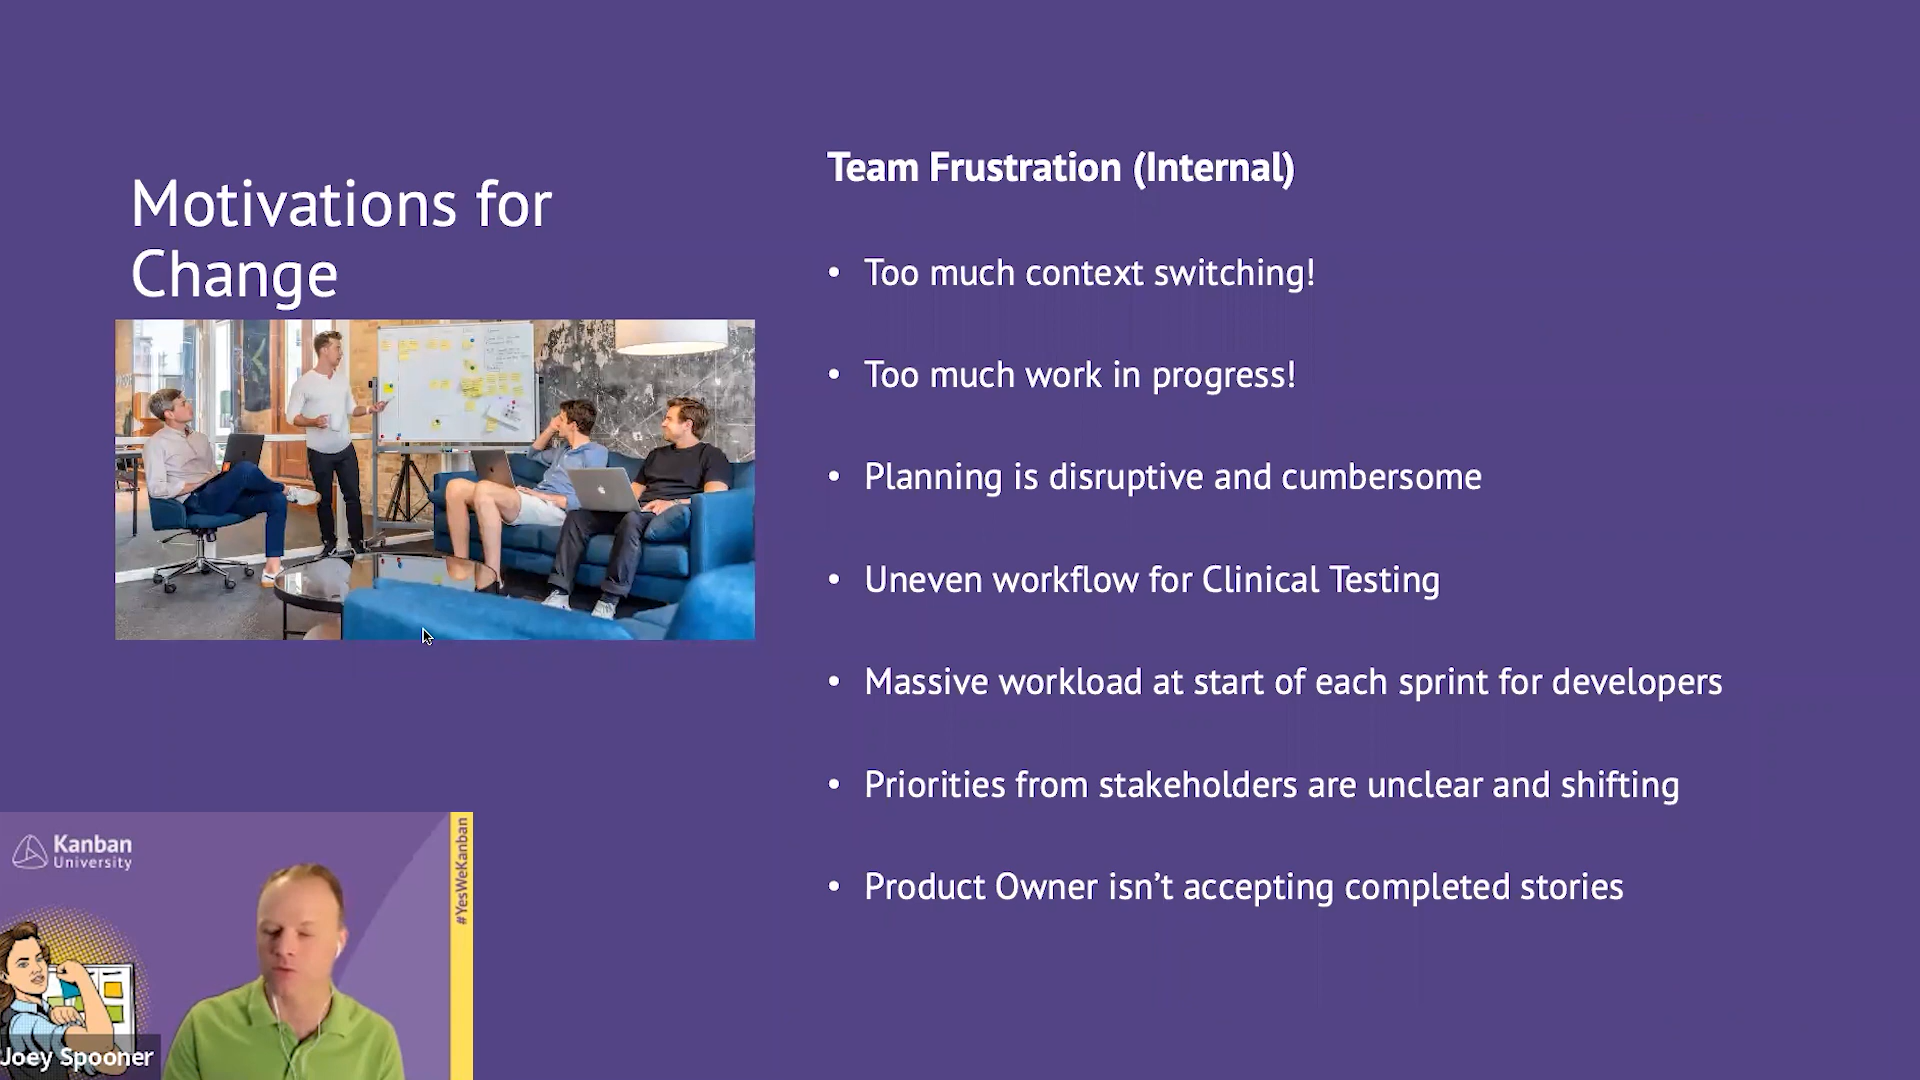 Motivations for
Change
Team Frustration (Internal)
• Too much context switching!
• Too much work in progress!
• Planning is disruptive and cumbersome
• Uneven workflow for Clinical Testing
• Massive workload at start of each sprint for developers
• Priorities from stakeholders are unclear and shifting
• Product Owner isn’t accepting completed stories
Kanban
University
#YesWeKanban
Joey Spooner